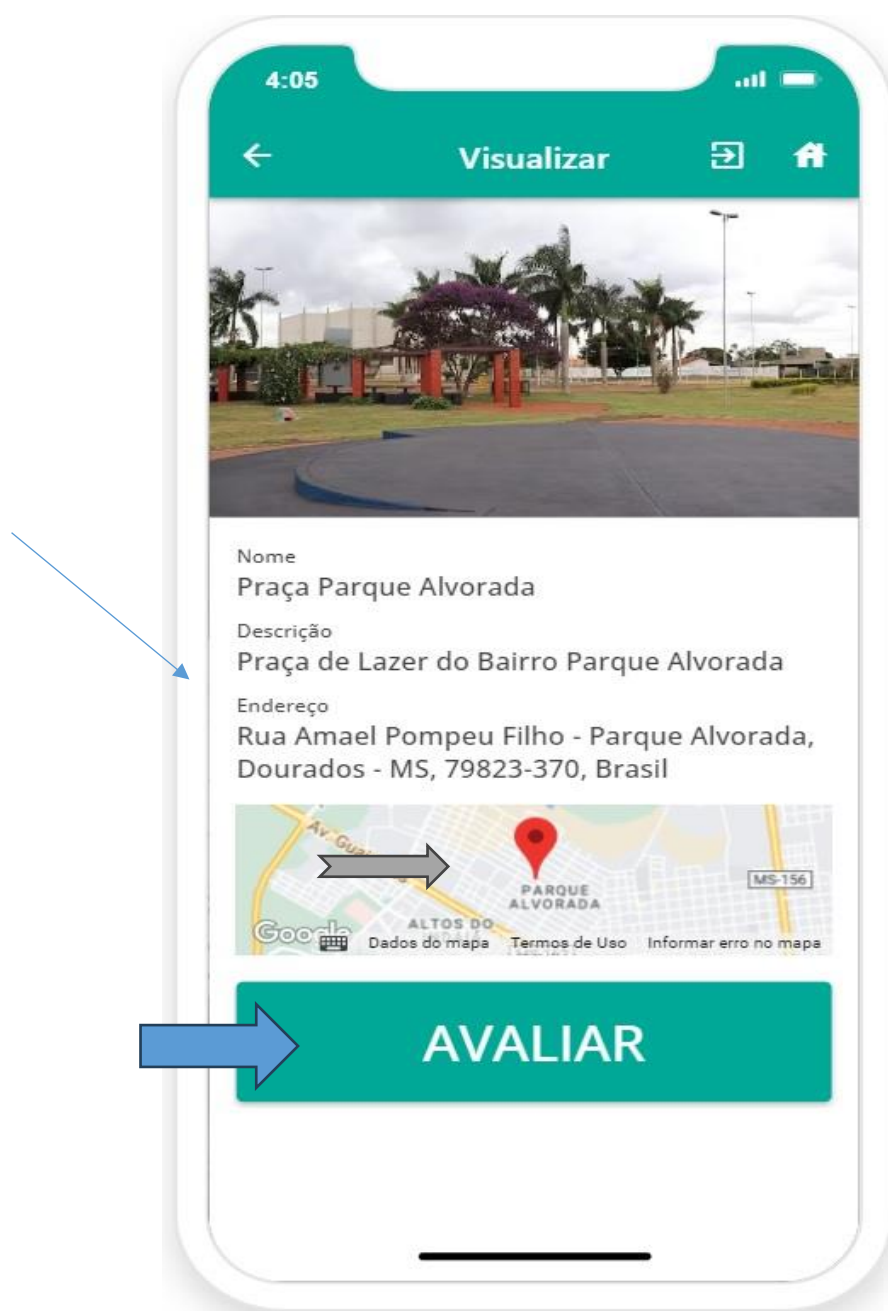 4:05
Visualizar
Nome
Praça Parque Alvorada
Descrição
Praça de Lazer do Bairro Parque Alvorada
Endereço
Rua Amael Pompeu Filho - Parque Alvorada,
Dourados - MS, 79823-370, Brasil
Av. Gua
MS-156
PARQUE
ALVORADA
ALTOS DO
Google
Dados do mapa Termos de Uso Informar erro no mapa
AVALIAR